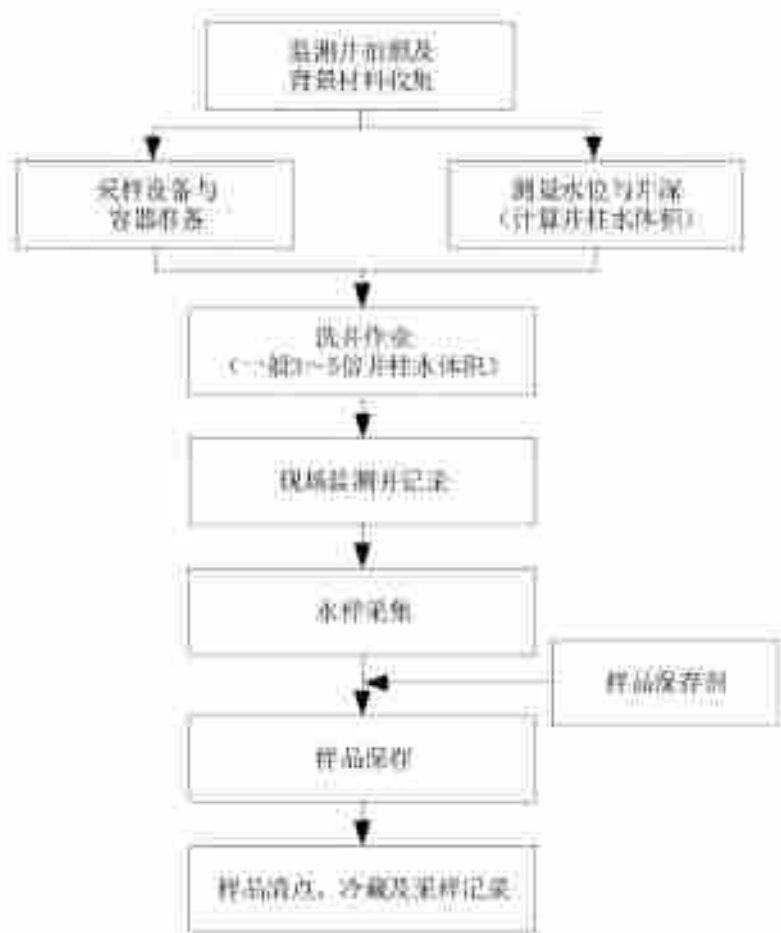 监测井拍照及
背景材料收集
采样设备与
容器准备
测量水位与井深
(计算井柱水体积)
洗井作业
(一般3～5倍井柱水体积)
现场监测并记录
水样采集
样品保存剂
样品保存
样品清点、冷藏及采样记录